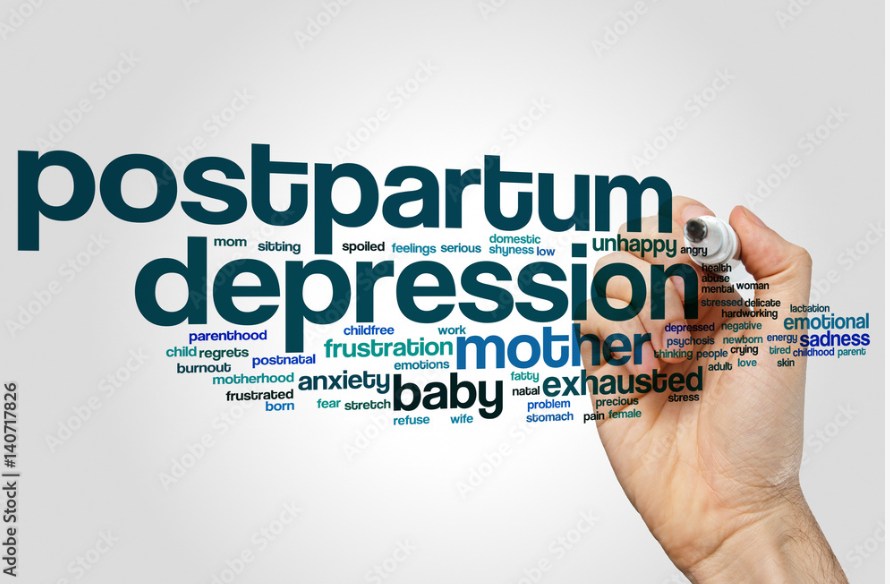 postpartum
depression
mom sitting spoiled feelings serious domestic shyness low unhappy angry
health
abuse
mental woman
stressed delicate
hardworking
lactation
parenthood childfree work depressed negative emotional
child regrets frustration mother psychosis newborn energy sadness
burnout postnatal emotions thinking people crying tired childhood parent
motherhood anxiety baby fatty exhausted adult love skin
frustrated natal stress
born fear stretch problem precious
refuse wife stomach pain female
Adobe Stock | #140717826
Adobe Stock